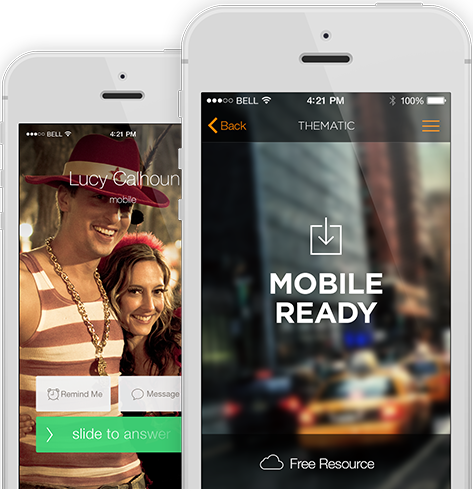 BELL
4:21 PM
Lucy Calhoun
mobile
Remind Me
Message
slide to answer
BELL
4:21 PM
100%
Back
THEMATIC
MOBILE
READY
Free Resource